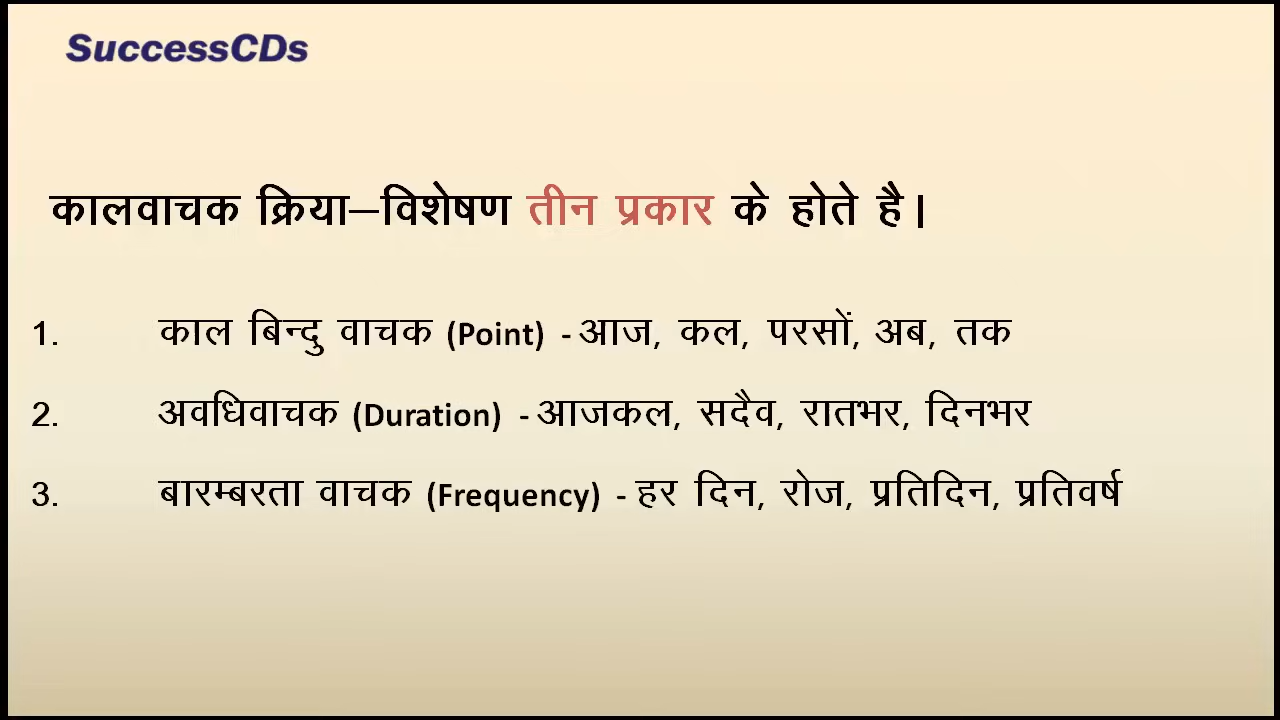 SuccessCDs
कालवाचक क्रिया–विशेषण तीन प्रकार के होते है।
1. काल बिन्दु वाचक (Point) - आज, कल, परसों, अब, तक
2. अवधिवाचक (Duration) - आजकल, सदैव, रातभर, दिनभर
3. बारम्बरता वाचक (Frequency) - हर दिन, रोज, प्रतिदिन, प्रतिवर्ष